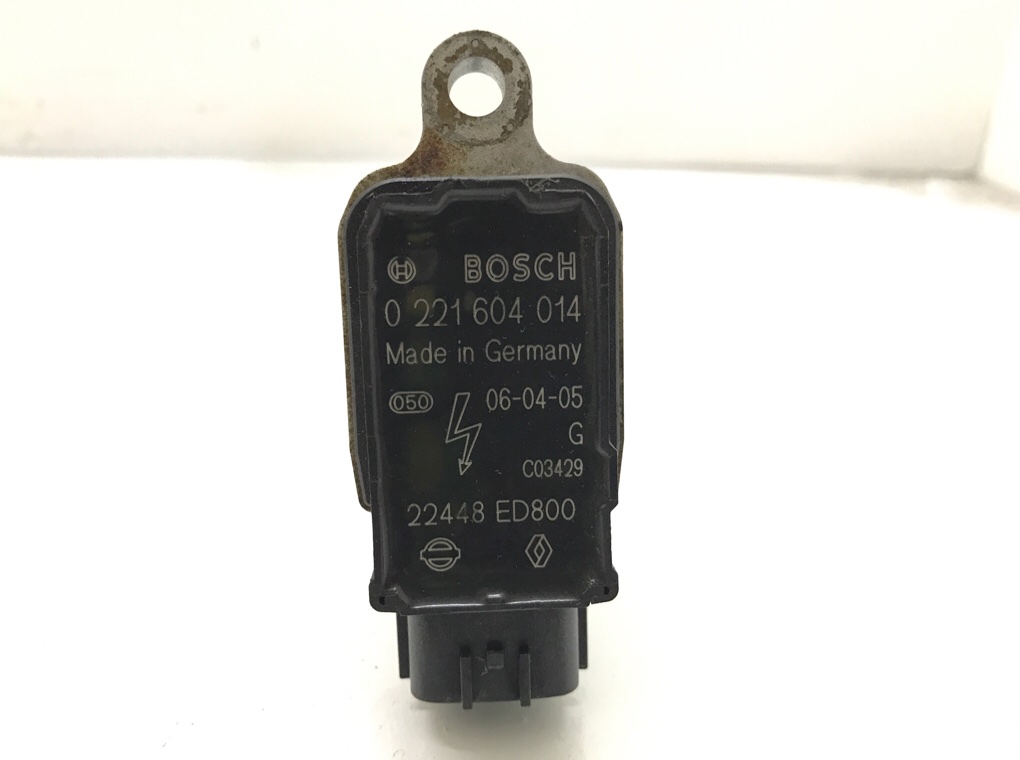 BOSCH
0 221 604 014
Made in Germany
050 06-04-05
G
C03429
22448 ED800